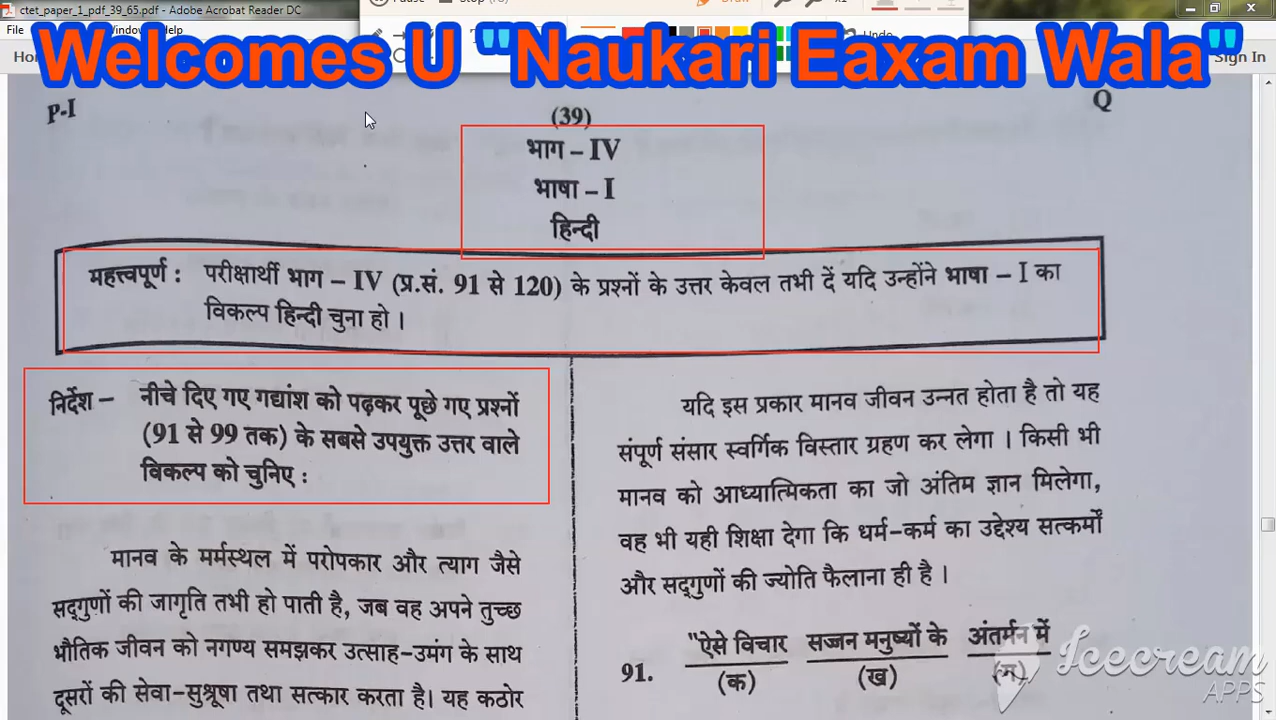 ctet_paper_1_pdf_39_65.pdf - Adobe Acrobat Reader DC
File
Window Help
Welcomes U "Naukari Eaxam Wala"
Sign In
P-I
(39)
Q
भाग – IV
भाषा – I
हिन्दी
महत्त्वपूर्ण : परीक्षार्थी भाग – IV (प्र.सं. 91 से 120) के प्रश्नों के उत्तर केवल तभी दें यदि उन्होंने भाषा – I का
विकल्प हिन्दी चुना हो ।
निर्देश – नीचे दिए गए गद्यांश को पढ़कर पूछे गए प्रश्नों
(91 से 99 तक) के सबसे उपयुक्त उत्तर वाले
विकल्प को चुनिए :
मानव के मर्मस्थल में परोपकार और त्याग जैसे
सद्‌गुणों की जागृति तभी हो पाती है, जब वह अपने तुच्छ
भौतिक जीवन को नगण्य समझकर उत्साह-उमंग के साथ
दूसरों की सेवा-सुश्रूषा तथा सत्कार करता है। यह कठोर
यदि इस प्रकार मानव जीवन उन्नत होता है तो यह
संपूर्ण संसार स्वर्गिक विस्तार ग्रहण कर लेगा । किसी भी
मानव को आध्यात्मिकता का जो अंतिम ज्ञान मिलेगा,
वह भी यही शिक्षा देगा कि धर्म-कर्म का उद्देश्य सत्कर्मों
और सद्‌गुणों की ज्योति फैलाना ही है ।
91. "ऐसे विचार सज्जन मनुष्यों के अंतर्मन में
(क) (ख) (ग)
Icecream
APPS